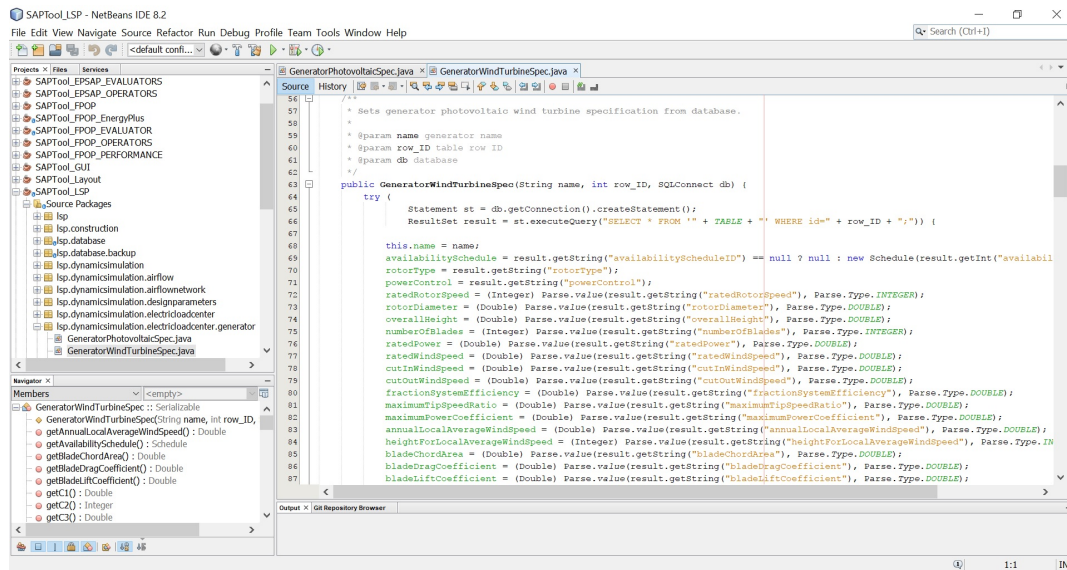 SAPTool_LSP - NetBeans IDE 8.2
File Edit View Navigate Source Refactor Run Debug Profile Team Tools Window Help
Search (Ctrl+I)
<default confi...
Projects × Files Services
SAPTool_EPSAP_EVALUATORS
SAPTool_EPSAP_OPERATORS
SAPTool_FPOP
SAPTool_FPOP_EnergyPlus
SAPTool_FPOP_EVALUATOR
SAPTool_FPOP_OPERATORS
SAPTool_FPOP_PERFORMANCE
SAPTool_GUI
SAPTool_Layout
SAPTool_LSP
Source Packages
lsp
lsp.construction
lsp.database
lsp.database.backup
lsp.dynamicsimulation
lsp.dynamicsimulation.airflow
lsp.dynamicsimulation.airflownetwork
lsp.dynamicsimulation.designparameters
lsp.dynamicsimulation.electricloadcenter
lsp.dynamicsimulation.electricloadcenter.generator
GeneratorPhotovoltaicSpec.java
GeneratorWindTurbineSpec.java
Navigator ×
Members <empty>
GeneratorWindTurbineSpec :: Serializable
GeneratorWindTurbineSpec(String name, int row_ID,
getAnnualLocalAverageWindSpeed() : Double
getAvailabilitySchedule() : Schedule
getBladeChordArea() : Double
getBladeDragCoefficient() : Double
getBladeLiftCoefficient() : Double
getC1() : Double
getC2() : Integer
getC3() : Double
GeneratorPhotovoltaicSpec.java × GeneratorWindTurbineSpec.java ×
Source History
56 /**
57 * Sets generator photovoltaic wind turbine specification from database.
58 *
59 * @param name generator name
60 * @param row_ID table row ID
61 * @param db database
62 */
63 public GeneratorWindTurbineSpec(String name, int row_ID, SQLConnect db) {
64 try (
65 Statement st = db.getConnection().createStatement();
66 ResultSet result = st.executeQuery("SELECT * FROM '" + TABLE + "' WHERE id=" + row_ID + ";")) {
67
68 this.name = name;
69 availabilitySchedule = result.getString("availabilityScheduleID") == null ? null : new Schedule(result.getInt("availabil
70 rotorType = result.getString("rotorType");
71 powerControl = result.getString("powerControl");
72 ratedRotorSpeed = (Integer) Parse.value(result.getString("ratedRotorSpeed"), Parse.Type.INTEGER);
73 rotorDiameter = (Double) Parse.value(result.getString("rotorDiameter"), Parse.Type.DOUBLE);
74 overallHeight = (Double) Parse.value(result.getString("overallHeight"), Parse.Type.DOUBLE);
75 numberOfBlades = (Integer) Parse.value(result.getString("numberOfBlades"), Parse.Type.INTEGER);
76 ratedPower = (Double) Parse.value(result.getString("ratedPower"), Parse.Type.DOUBLE);
77 ratedWindSpeed = (Double) Parse.value(result.getString("ratedWindSpeed"), Parse.Type.DOUBLE);
78 cutInWindSpeed = (Double) Parse.value(result.getString("cutInWindSpeed"), Parse.Type.DOUBLE);
79 cutOutWindSpeed = (Double) Parse.value(result.getString("cutOutWindSpeed"), Parse.Type.DOUBLE);
80 fractionSystemEfficiency = (Double) Parse.value(result.getString("fractionSystemEfficiency"), Parse.Type.DOUBLE);
81 maximumTipSpeedRatio = (Double) Parse.value(result.getString("maximumTipSpeedRatio"), Parse.Type.DOUBLE);
82 maximumPowerCoefficient = (Double) Parse.value(result.getString("maximumPowerCoefficient"), Parse.Type.DOUBLE);
83 annualLocalAverageWindSpeed = (Double) Parse.value(result.getString("annualLocalAverageWindSpeed"), Parse.Type.DOUBLE);
84 heightForLocalAverageWindSpeed = (Integer) Parse.value(result.getString("heightForLocalAverageWindSpeed"), Parse.Type.IN
85 bladeChordArea = (Double) Parse.value(result.getString("bladeChordArea"), Parse.Type.DOUBLE);
86 bladeDragCoefficient = (Double) Parse.value(result.getString("bladeDragCoefficient"), Parse.Type.DOUBLE);
87 bladeLiftCoefficient = (Double) Parse.value(result.getString("bladeLiftCoefficient"), Parse.Type.DOUBLE);
Output × Git Repository Browser
1:1 IN